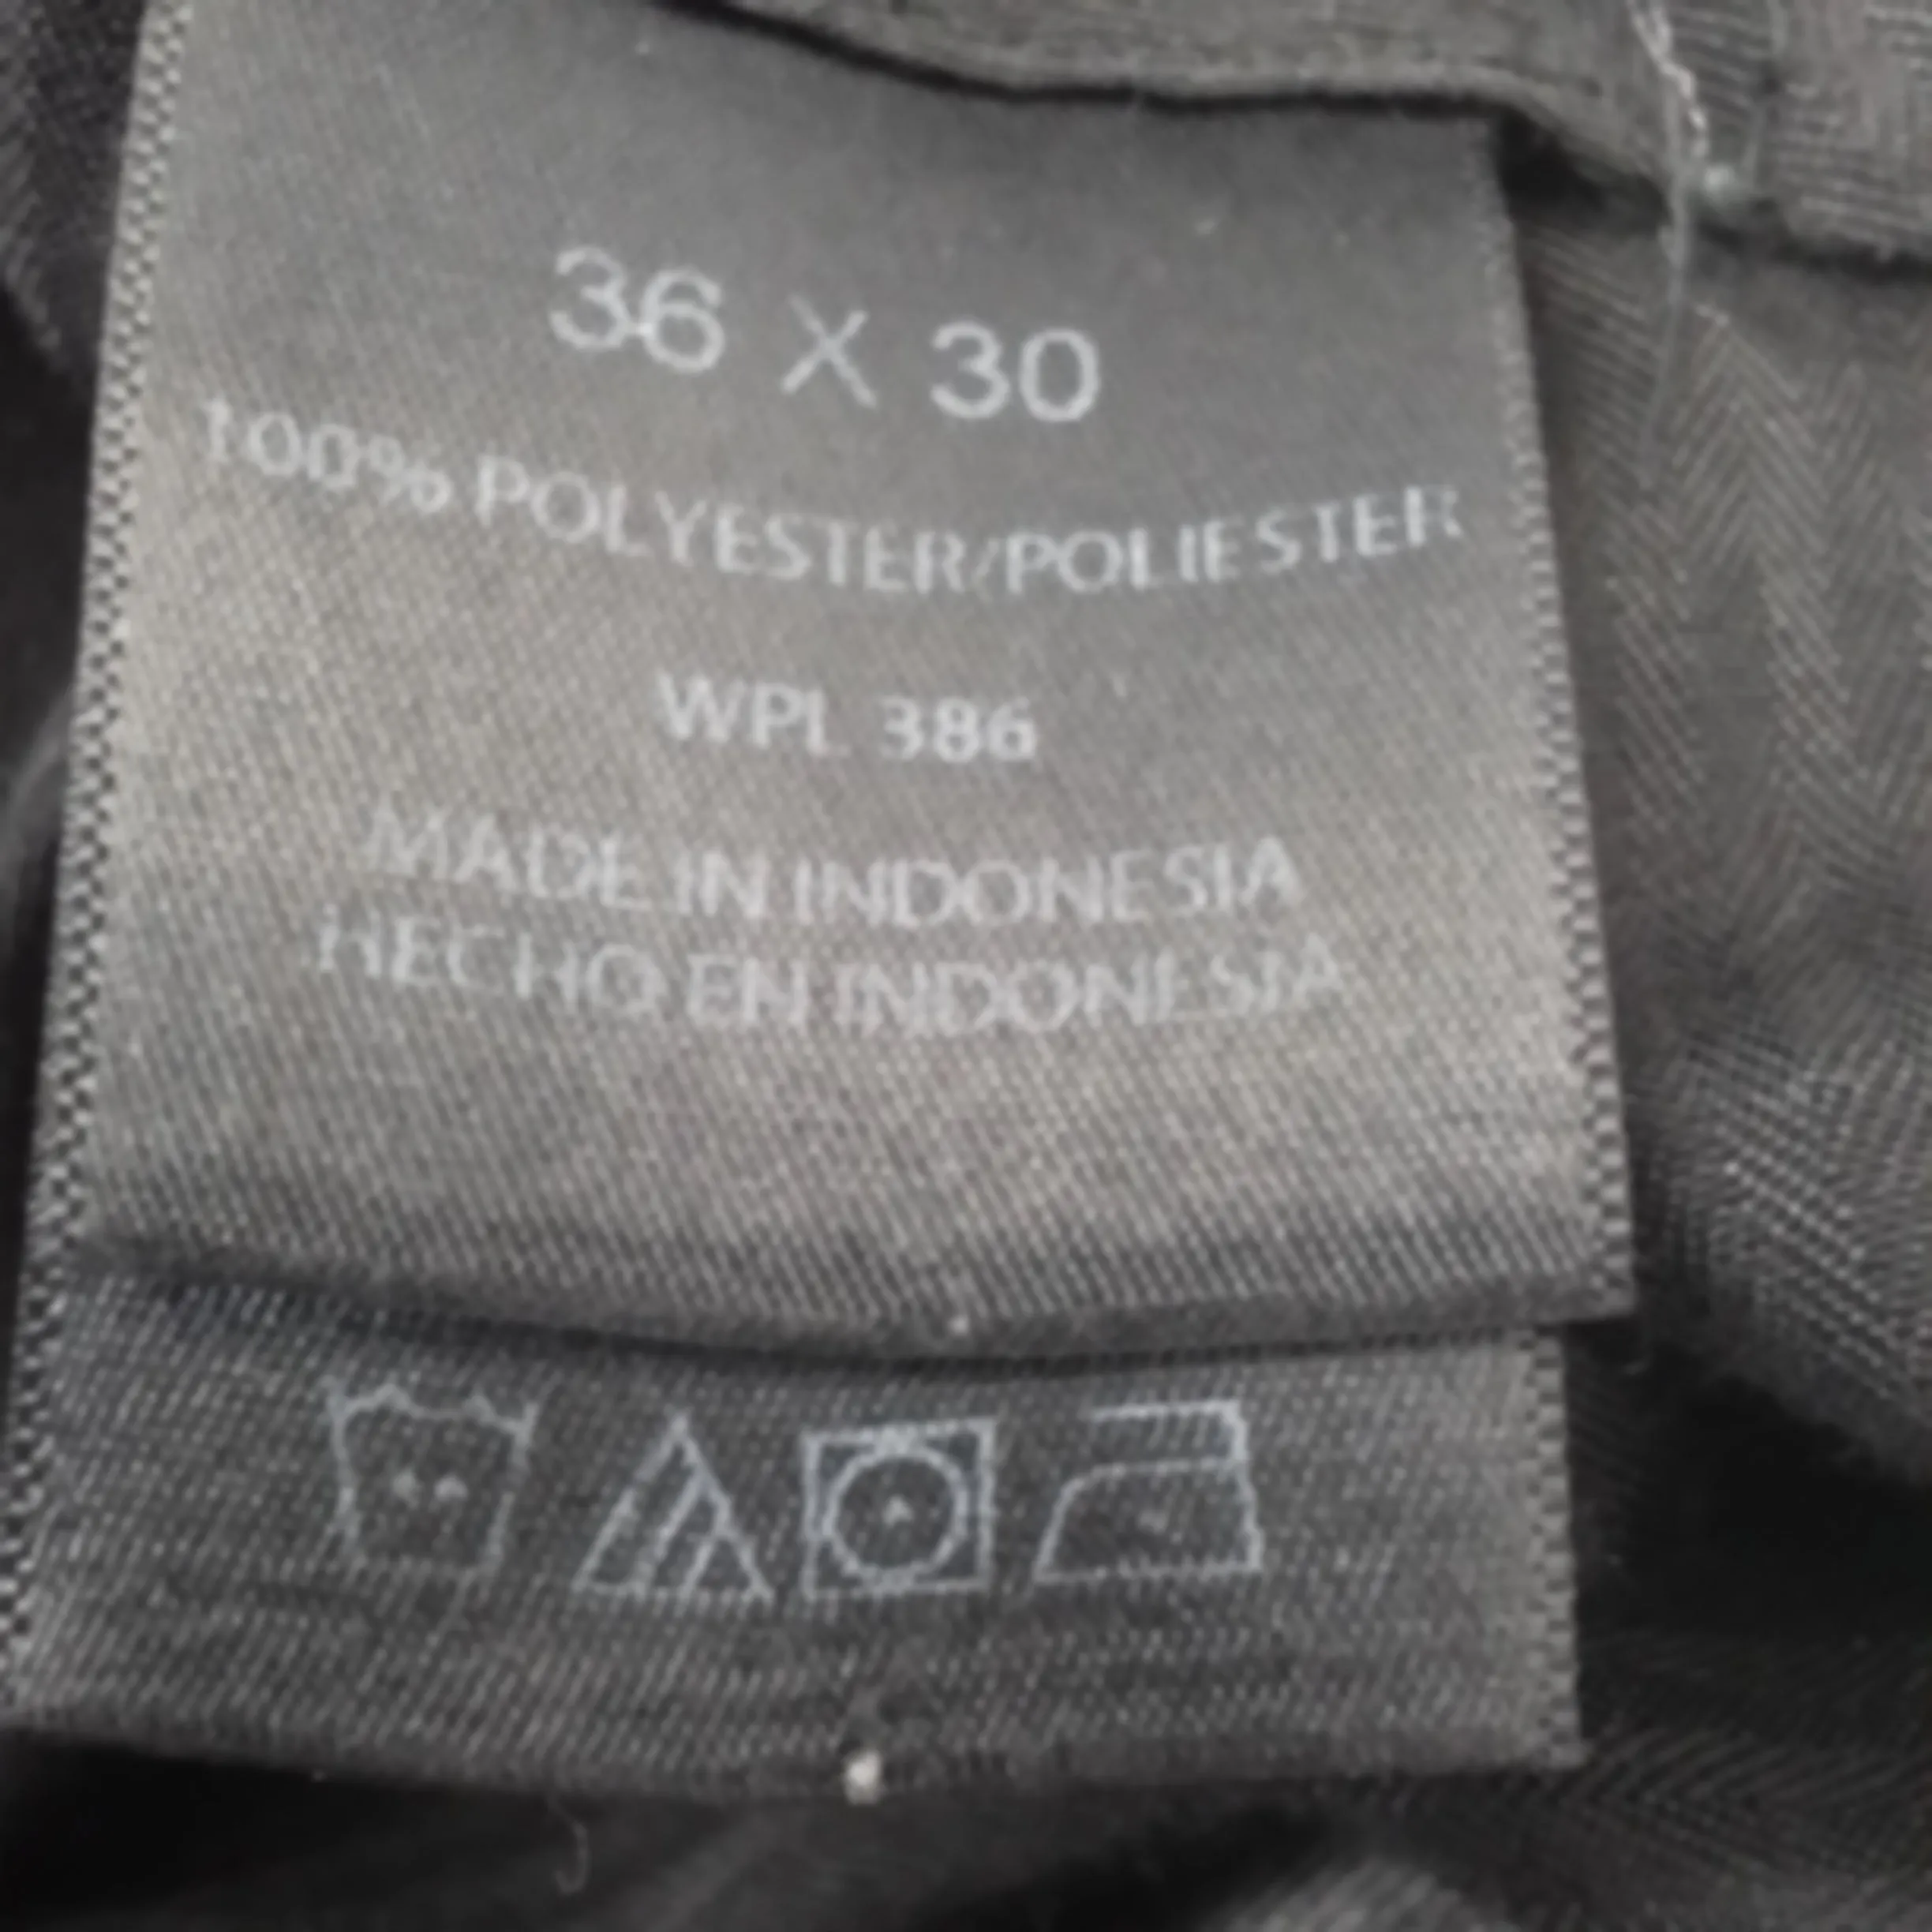 36 X 30
100% POLYESTER/POLIESTER
WPL 386
MADE IN INDONESIA
HECHO EN INDONESIA